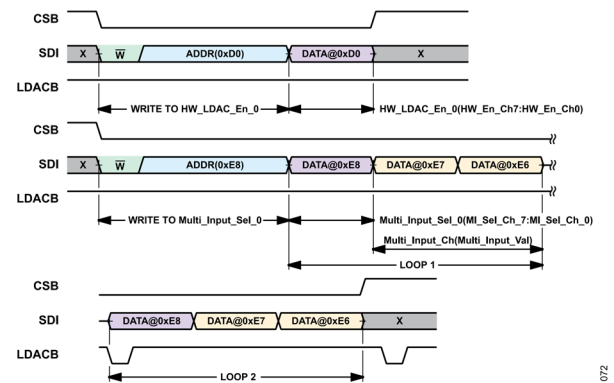 CSB
SDI X W ADDR(0xD0) DATA@0xD0 X
LDACB
WRITE TO HW_LDAC_En_0 HW_LDAC_En_0(HW_En_Ch7:HW_En_Ch0)
CSB
SDI X W ADDR(0xE8) DATA@0xE8 DATA@0xE7 DATA@0xE6
LDACB
WRITE TO Multi_Input_Sel_0 Multi_Input_Sel_0(MI_Sel_Ch_7:MI_Sel_Ch_0)
Multi_Input_Ch(Multi_Input_Val)
LOOP 1
CSB
SDI DATA@0xE8 DATA@0xE7 DATA@0xE6 X
LDACB
LOOP 2
072